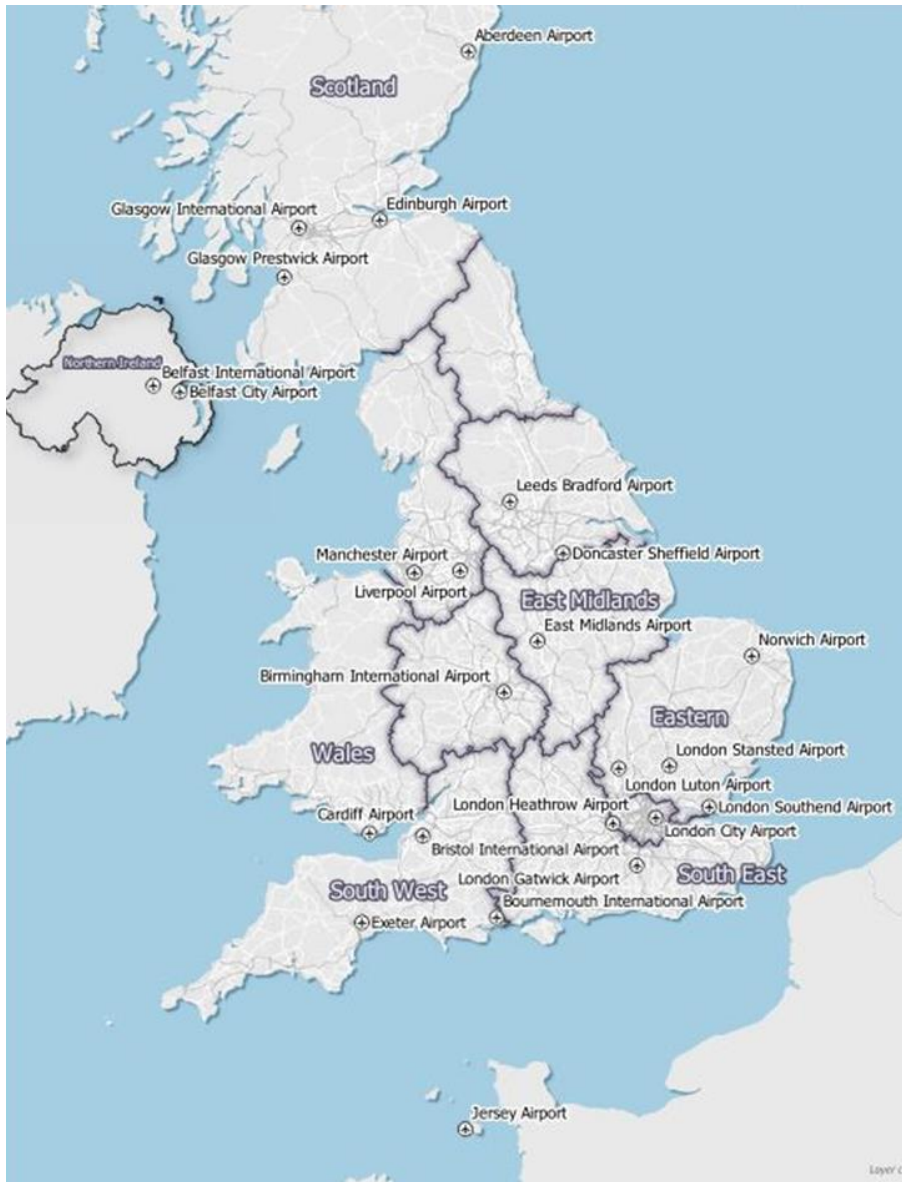 Aberdeen Airport
Scotland
Glasgow International Airport
Edinburgh Airport
Glasgow Prestwick Airport
Northern Ireland
Belfast International Airport
Belfast City Airport
Leeds Bradford Airport
Manchester Airport
Doncaster Sheffield Airport
Liverpool Airport
East Midlands
East Midlands Airport
Norwich Airport
Birmingham International Airport
Eastern
Wales
London Stansted Airport
London Luton Airport
London Heathrow Airport
London Southend Airport
Cardiff Airport
London City Airport
Bristol International Airport
London Gatwick Airport
South East
South West
Bournemouth International Airport
Exeter Airport
Jersey Airport
Layer